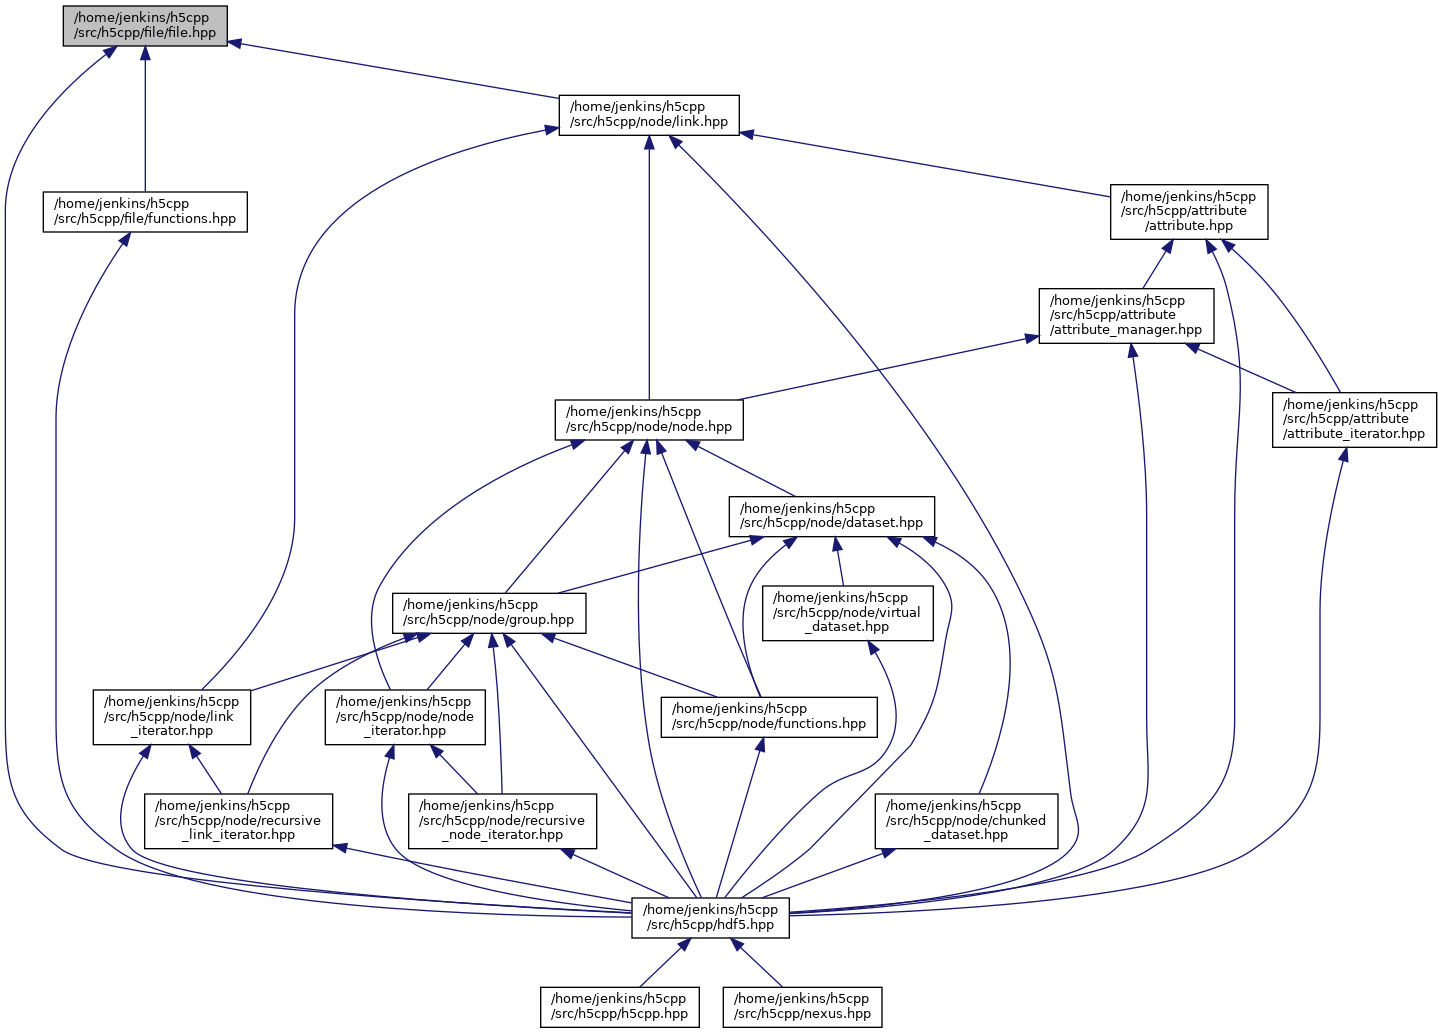 /home/jenkins/h5cpp
/src/h5cpp/file/file.hpp
/home/jenkins/h5cpp
/src/h5cpp/node/link.hpp
/home/jenkins/h5cpp
/src/h5cpp/file/functions.hpp
/home/jenkins/h5cpp
/src/h5cpp/attribute
/attribute.hpp
/home/jenkins/h5cpp
/src/h5cpp/attribute
/attribute_manager.hpp
/home/jenkins/h5cpp
/src/h5cpp/node/node.hpp
/home/jenkins/h5cpp
/src/h5cpp/attribute
/attribute_iterator.hpp
/home/jenkins/h5cpp
/src/h5cpp/node/dataset.hpp
/home/jenkins/h5cpp
/src/h5cpp/node/group.hpp
/home/jenkins/h5cpp
/src/h5cpp/node/virtual
_dataset.hpp
/home/jenkins/h5cpp
/src/h5cpp/node/link
_iterator.hpp
/home/jenkins/h5cpp
/src/h5cpp/node/node
_iterator.hpp
/home/jenkins/h5cpp
/src/h5cpp/node/functions.hpp
/home/jenkins/h5cpp
/src/h5cpp/node/recursive
_link_iterator.hpp
/home/jenkins/h5cpp
/src/h5cpp/node/recursive
_node_iterator.hpp
/home/jenkins/h5cpp
/src/h5cpp/node/chunked
_dataset.hpp
/home/jenkins/h5cpp
/src/h5cpp/hdf5.hpp
/home/jenkins/h5cpp
/src/h5cpp/h5cpp.hpp
/home/jenkins/h5cpp
/src/h5cpp/nexus.hpp